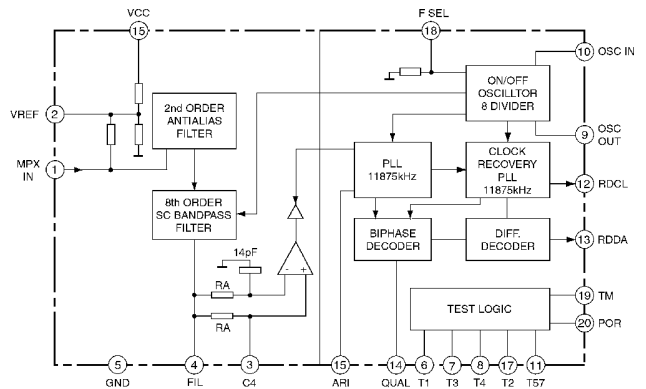 VCC
15
F SEL
18
10 OSC IN
ON/OFF
OSCILLTOR
8 DIVIDER
2nd ORDER
ANTIALIAS
FILTER
VREF 2
9 OSC
OUT
MPX
IN
1
PLL
11875kHz
CLOCK
RECOVERY
PLL
11875kHz
12 RDCL
8th ORDER
SC BANDPASS
FILTER
BIPHASE
DECODER
DIFF.
DECODER
13 RDDA
14pF
- +
RA
RA
TEST LOGIC
19 TM
20 POR
5
GND
4
FIL
3
C4
15
ARI
14
QUAL
6
T1
7
T3
8
T4
17
T2
11
T57